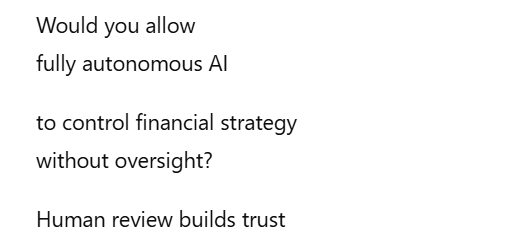 Would you allow
fully autonomous AI
to control financial strategy
without oversight?
Human review builds trust